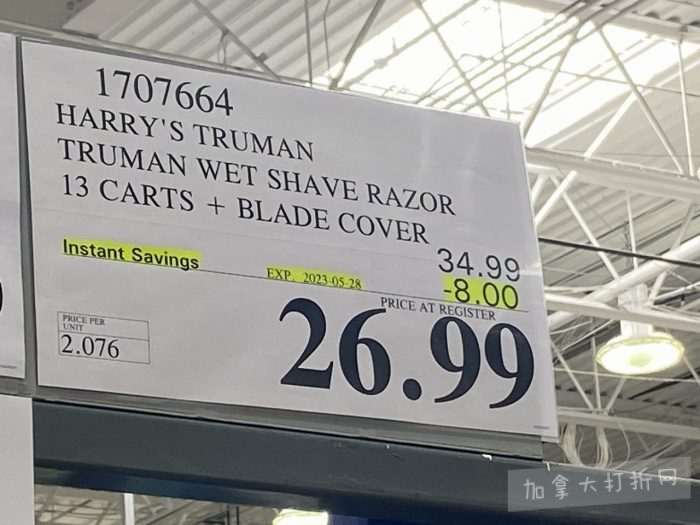 1707664
HARRY'S TRUMAN
TRUMAN WET SHAVE RAZOR
13 CARTS + BLADE COVER
34.99
Instant Savings EXP. 2023-05-28 -8.00
PRICE AT REGISTER
PRICE PER
UNIT
2.076
26.99
加拿大打折网